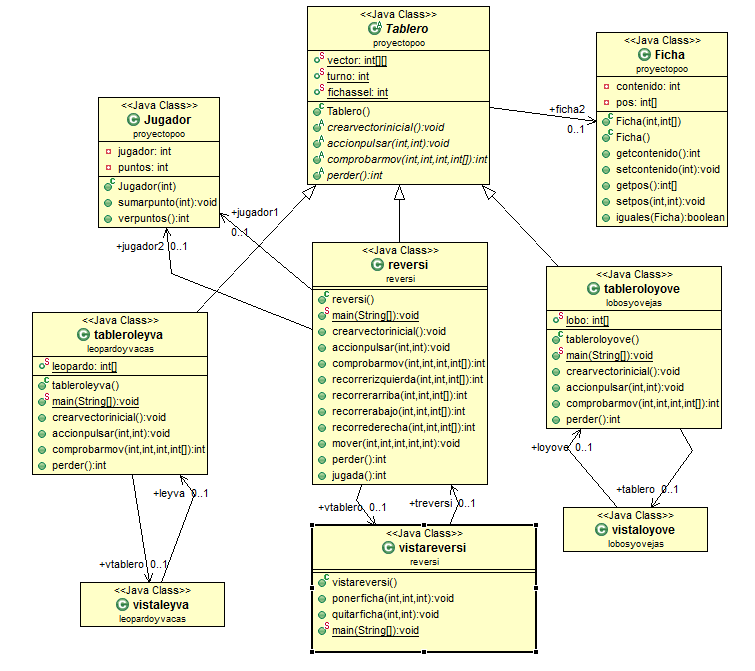 <<Java Class>>
Tablero
proyectopoo
vector: int[][]
turno: int
fichassel: int
Tablero()
crearvectorinicial():void
accionpulsar(int,int):void
comprobarmov(int,int,int,int[]):int
perder():int
+ficha2
0..1
<<Java Class>>
Ficha
proyectopoo
contenido: int
pos: int[]
Ficha(int,int[])
Ficha()
getcontenido():int
setcontenido(int):void
getpos():int[]
setpos(int,int):void
iguales(Ficha):boolean
<<Java Class>>
Jugador
proyectopoo
jugador: int
puntos: int
Jugador(int)
sumarpunto(int):void
verpuntos():int
+jugador1
0..1
+jugador2 0..1
<<Java Class>>
reversi
reversi
reversi()
main(String[]):void
crearvectorinicial():void
accionpulsar(int,int):void
comprobarmov(int,int,int,int[]):int
recorrerizquierda(int,int,int[]):int
recorrerarriba(int,int,int[]):int
recorrerabajo(int,int,int[]):int
recorrederecha(int,int,int[]):int
mover(int,int,int,int,int):void
perder():int
jugada():int
<<Java Class>>
tableroloyove
lobosyovejas
lobo: int[]
tableroloyove()
main(String[]):void
crearvectorinicial():void
accionpulsar(int,int):void
comprobarmov(int,int,int,int[]):int
perder():int
<<Java Class>>
tableroleyva
leopardoyvacas
leopardo: int[]
tableroleyva()
main(String[]):void
crearvectorinicial():void
accionpulsar(int,int):void
comprobarmov(int,int,int,int[]):int
perder():int
+loyove 0..1
+tablero 0..1
+leyva 0..1
+vtablero 0..1
+treversi 0..1
<<Java Class>>
vistaloyove
lobosyovejas
<<Java Class>>
vistareversi
reversi
vistareversi()
ponerficha(int,int,int):void
quitarficha(int,int,int):void
main(String[]):void
+vtablero 0..1
<<Java Class>>
vistaleyva
leopardoyvacas